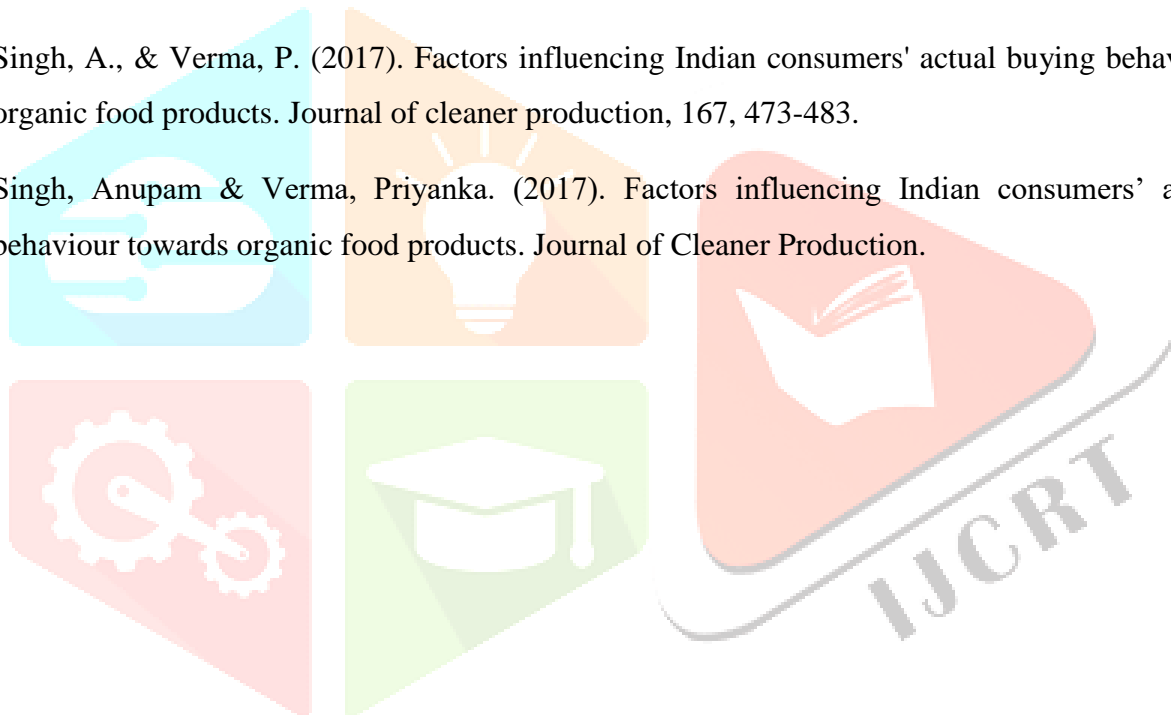 Singh, A., & Verma, P. (2017). Factors influencing Indian consumers' actual buying
organic food products. Journal of cleaner production, 167, 473-483.
Singh, Anupam & Verma, Priyanka. (2017). Factors influencing Indian consumers’
behaviour towards organic food products. Journal of Cleaner Production.
IJCRT